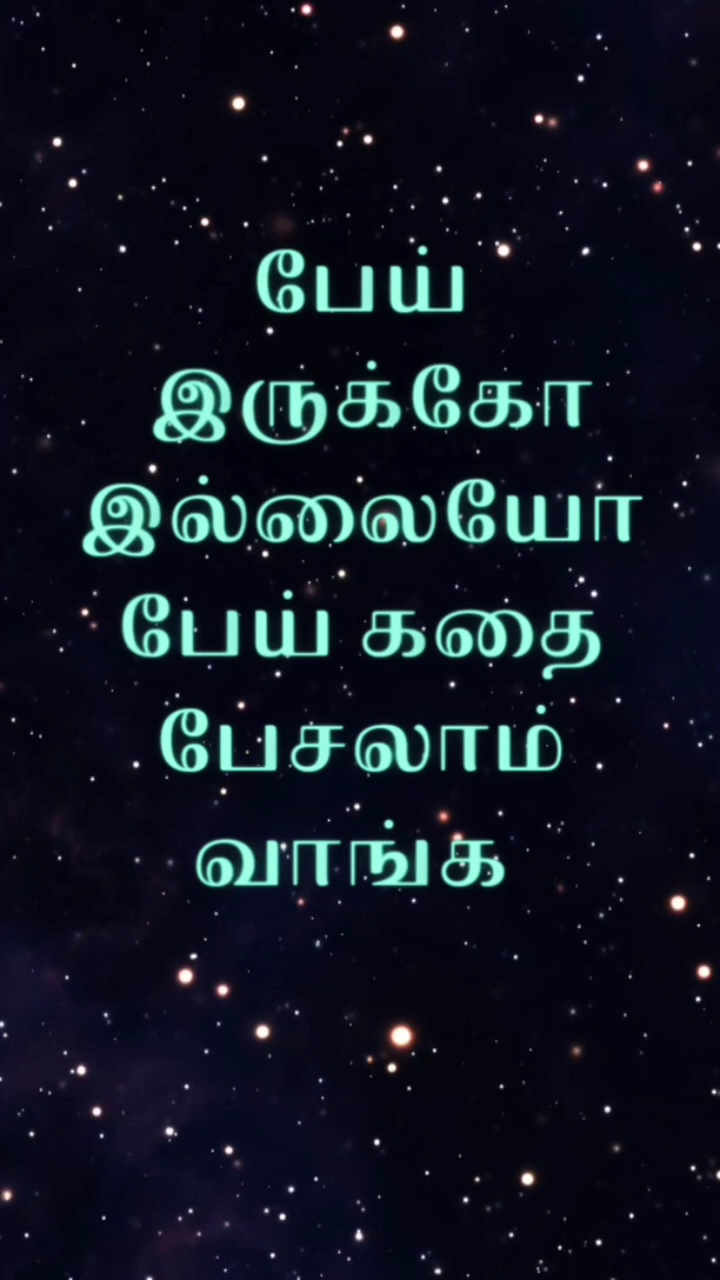 பேய்
இருக்கோ
இல்லையோ
பேய் கதை
பேசலாம்
வாங்க